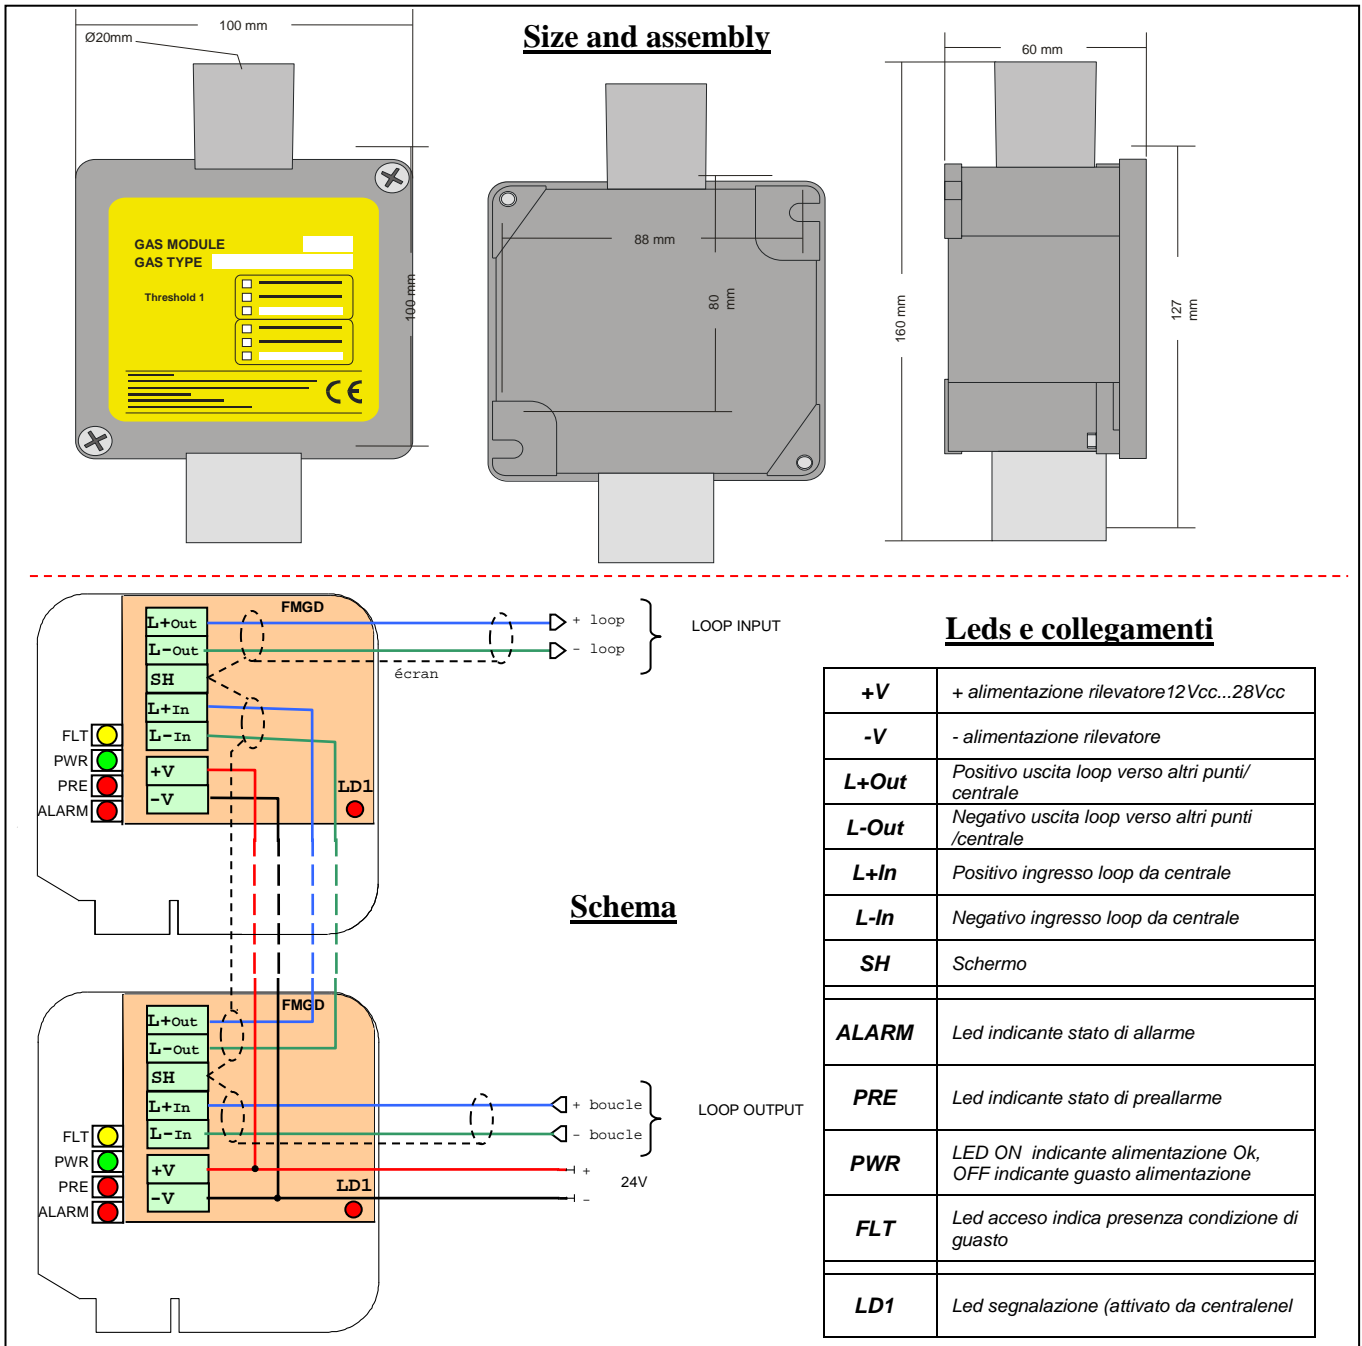 Size and assembly
100 mm
Ø20mm
60 mm
GAS MODULE
GAS TYPE
Threshold 1
100 mm
88 mm
80 mm
160 mm
127 mm
FMGD
L+Out
L-Out
SH
L+In
L-In
+V
-V
FLT
PWR
PRE
ALARM
LD1
+ loop
- loop
LOOP INPUT
écran
Schema
FMGD
L+Out
L-Out
SH
L+In
L-In
+V
-V
FLT
PWR
PRE
ALARM
LD1
+ boucle
- boucle
LOOP OUTPUT
+
24V
-
Leds e collegamenti
+V + alimentazione rilevatore12Vcc...28Vcc
-V - alimentazione rilevatore
L+Out Positivo uscita loop verso altri punti/
centrale
L-Out Negativo uscita loop verso altri punti
/centrale
L+In Positivo ingresso loop da centrale
L-In Negativo ingresso loop da centrale
SH Schermo
ALARM Led indicante stato di allarme
PRE Led indicante stato di preallarme
PWR LED ON indicante alimentazione Ok,
OFF indicante guasto alimentazione
FLT Led acceso indica presenza condizione di
guasto
LD1 Led segnalazione (attivato da centralenel